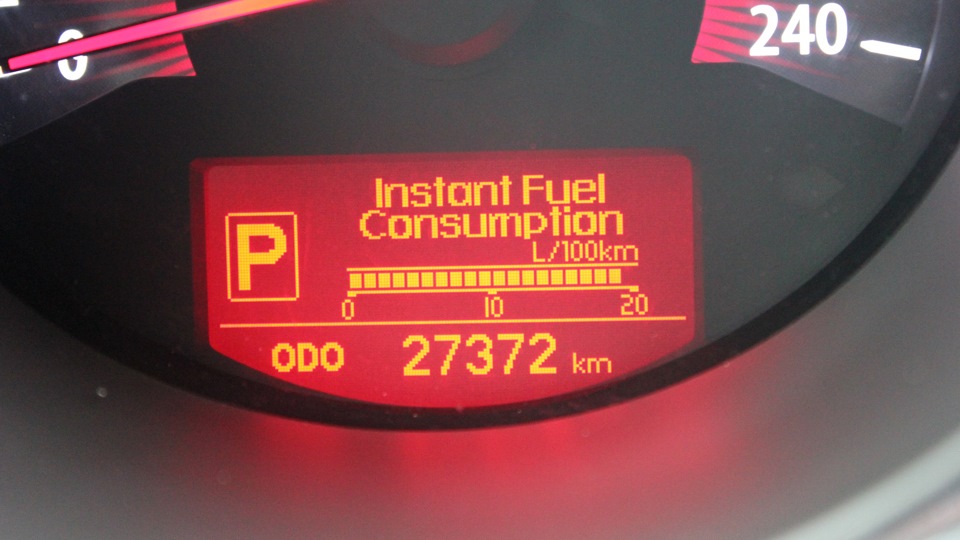 0
240
Instant Fuel
Consumption
L/100km
P
0 10 20
ODO 27372 km